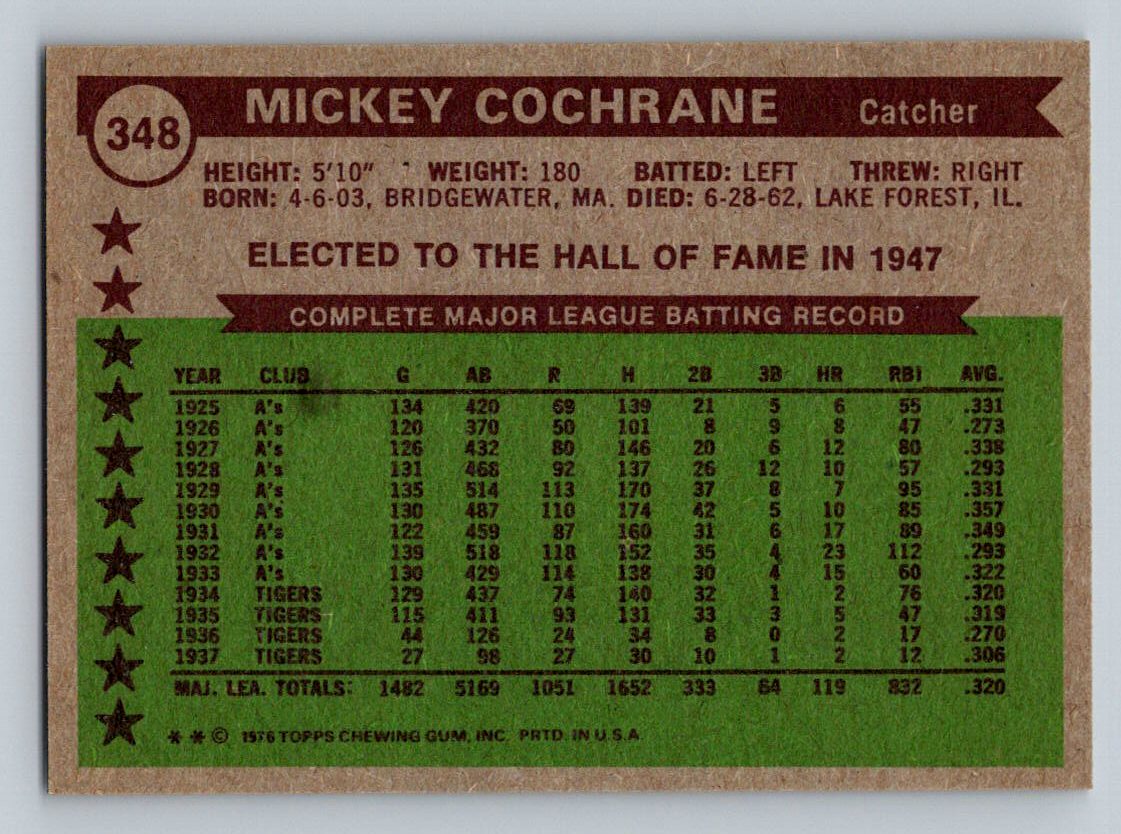 348
MICKEY COCHRANE Catcher
HEIGHT: 5'10" WEIGHT: 180 BATTED: LEFT THREW: RIGHT
BORN: 4-6-03, BRIDGEWATER, MA. DIED: 6-28-62, LAKE FOREST, IL.
ELECTED TO THE HALL OF FAME IN 1947
COMPLETE MAJOR LEAGUE BATTING RECORD
YEAR CLUB G AB R H 2B 3B HR RBI AVG.
1925 A's 134 420 69 139 21 5 6 55 .331
1926 A's 120 370 50 101 8 9 8 47 .273
1927 A's 126 432 80 146 20 6 12 80 .338
1928 A's 131 468 92 137 26 12 10 57 .293
1929 A's 135 514 113 170 37 8 7 95 .331
1930 A's 130 487 110 174 42 5 10 85 .357
1931 A's 122 459 87 160 31 6 17 89 .349
1932 A's 139 518 118 152 35 4 23 112 .293
1933 A's 130 429 114 138 30 4 15 60 .322
1934 TIGERS 129 437 74 140 32 1 2 76 .320
1935 TIGERS 115 411 93 131 33 3 5 47 .319
1936 TIGERS 44 126 24 34 8 0 2 17 .270
1937 TIGERS 27 98 27 30 10 1 2 12 .306
MAJ. LEA. TOTALS: 1482 5169 1051 1652 333 64 119 832 .320
* * © 1976 TOPPS CHEWING GUM, INC. PRTD. IN U.S.A.